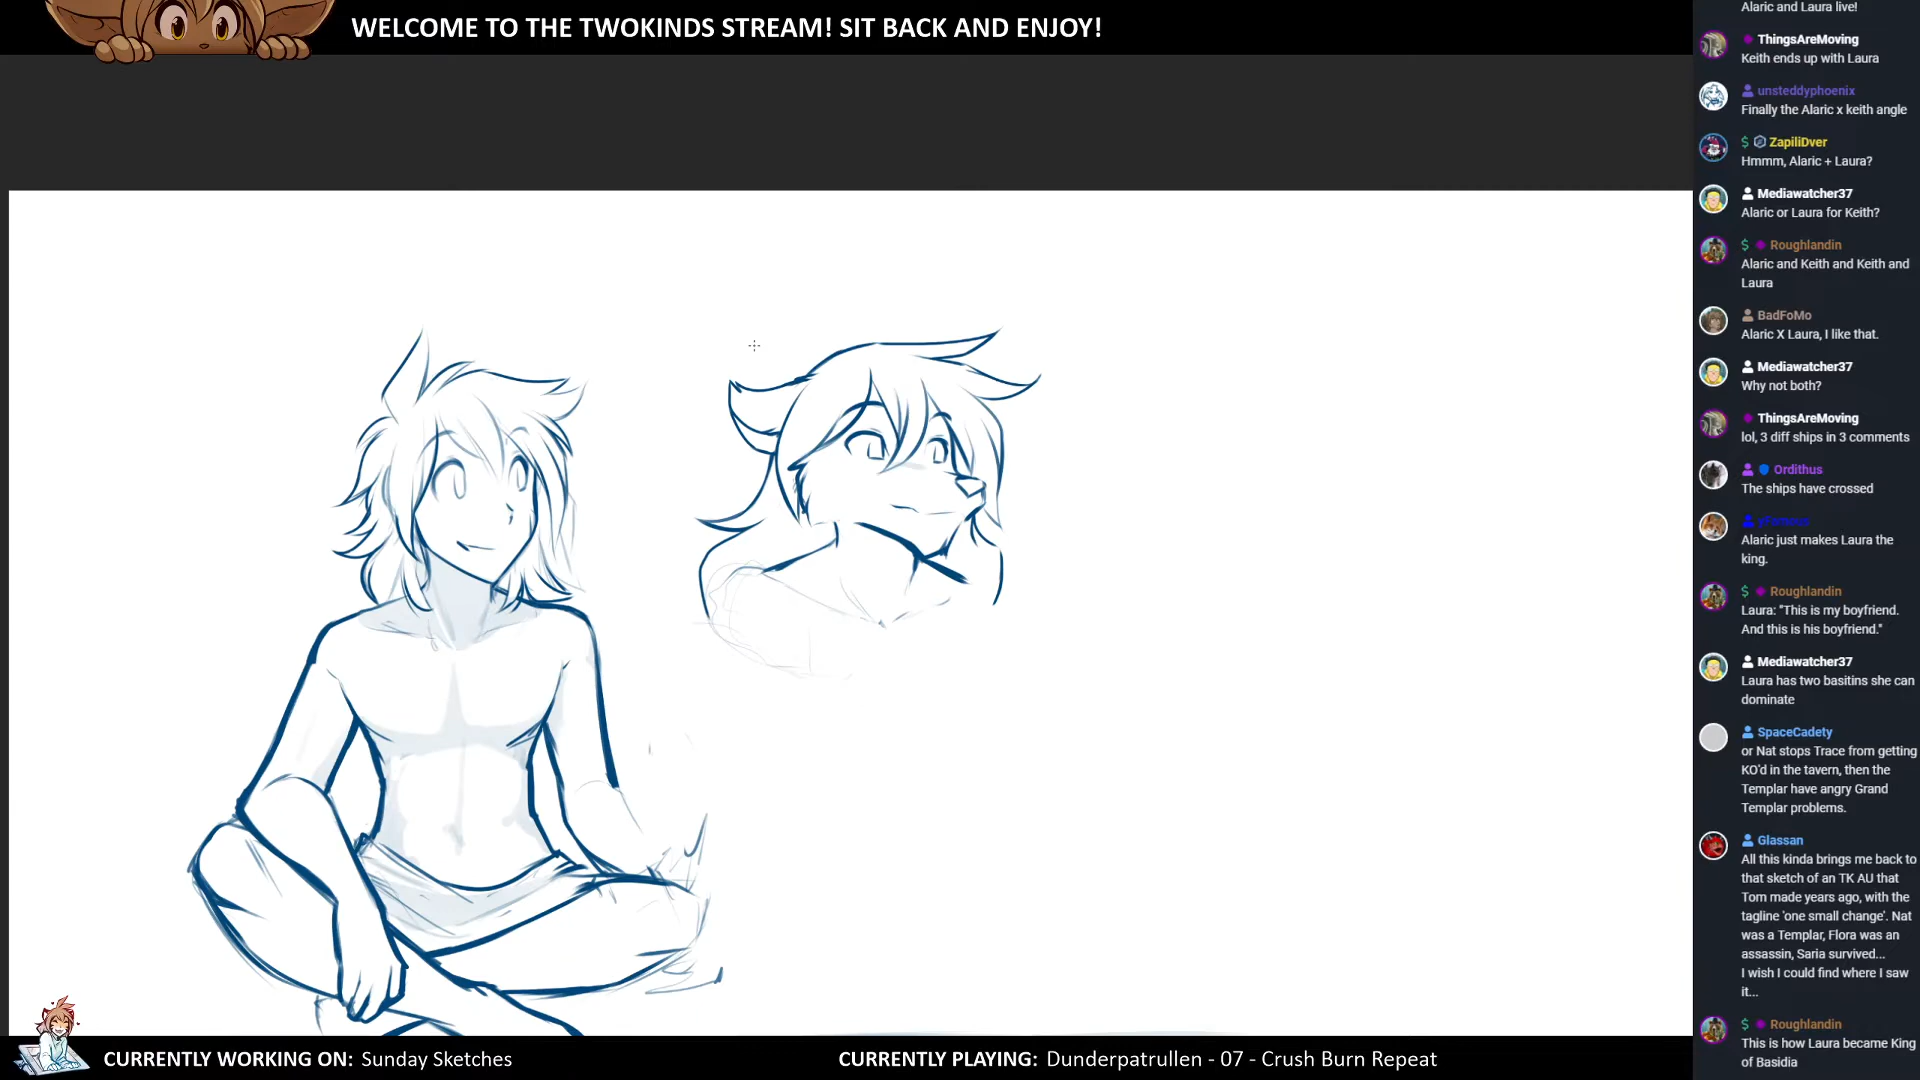 WELCOME TO THE TWOKINDS STREAM! SIT BACK AND ENJOY!
Alaric and Laura live!
ThingsAreMoving
Keith ends up with Laura
unsteddyphoenix
Finally the Alaric x keith angle
$ ZapiliDver
Hmmm, Alaric + Laura?
Mediawatcher37
Alaric or Laura for Keith?
$ Roughlandin
Alaric and Keith and Keith and
Laura
BadFoMo
Alaric X Laura, I like that.
Mediawatcher37
Why not both?
ThingsAreMoving
lol, 3 diff ships in 3 comments
Ordithus
The ships have crossed
yFamous
Alaric just makes Laura the
king.
$ Roughlandin
Laura: "This is my boyfriend.
And this is his boyfriend."
Mediawatcher37
Laura has two basitins she can
dominate
SpaceCadety
or Nat stops Trace from getting
KO'd in the tavern, then the
Templar have angry Grand
Templar problems.
Glassan
All this kinda brings me back to
that sketch of an TK AU that
Tom made years ago, with the
tagline 'one small change'. Nat
was a Templar, Flora was an
assassin, Saria survived...
I wish I could find where I saw
it...
$ Roughlandin
This is how Laura became King
of Basidia
CURRENTLY WORKING ON: Sunday Sketches
CURRENTLY PLAYING: Dunderpatrullen - 07 - Crush Burn Repeat